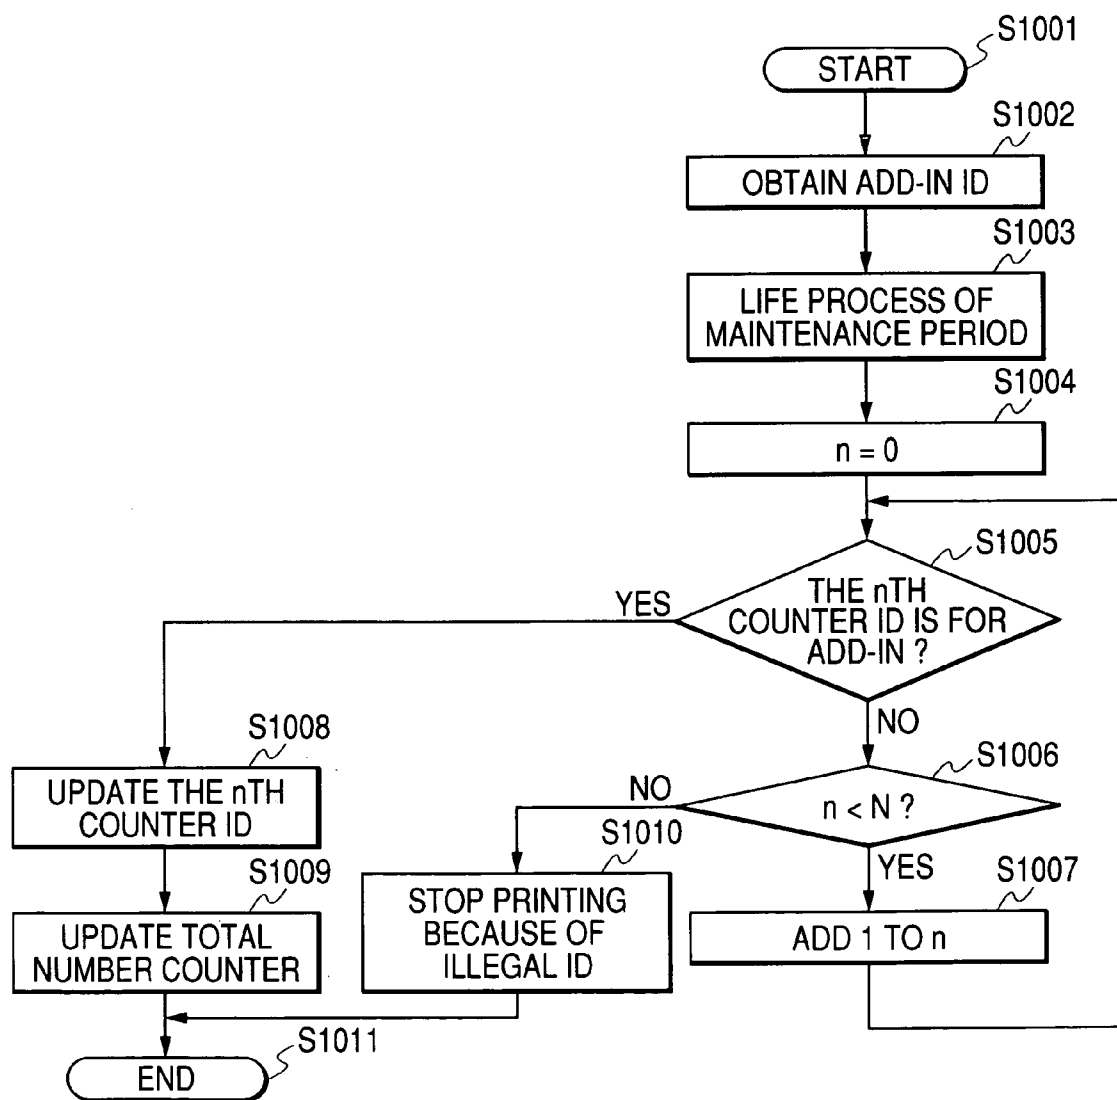 S1001
START
S1002
OBTAIN ADD-IN ID
S1003
LIFE PROCESS OF
MAINTENANCE PERIOD
S1004
n = 0
S1005
THE nTH
COUNTER ID IS FOR
ADD-IN ?
YES
NO
S1008
UPDATE THE nTH
COUNTER ID
S1006
n < N ?
NO
YES
S1010
STOP PRINTING
BECAUSE OF
ILLEGAL ID
S1007
ADD 1 TO n
S1009
UPDATE TOTAL
NUMBER COUNTER
S1011
END